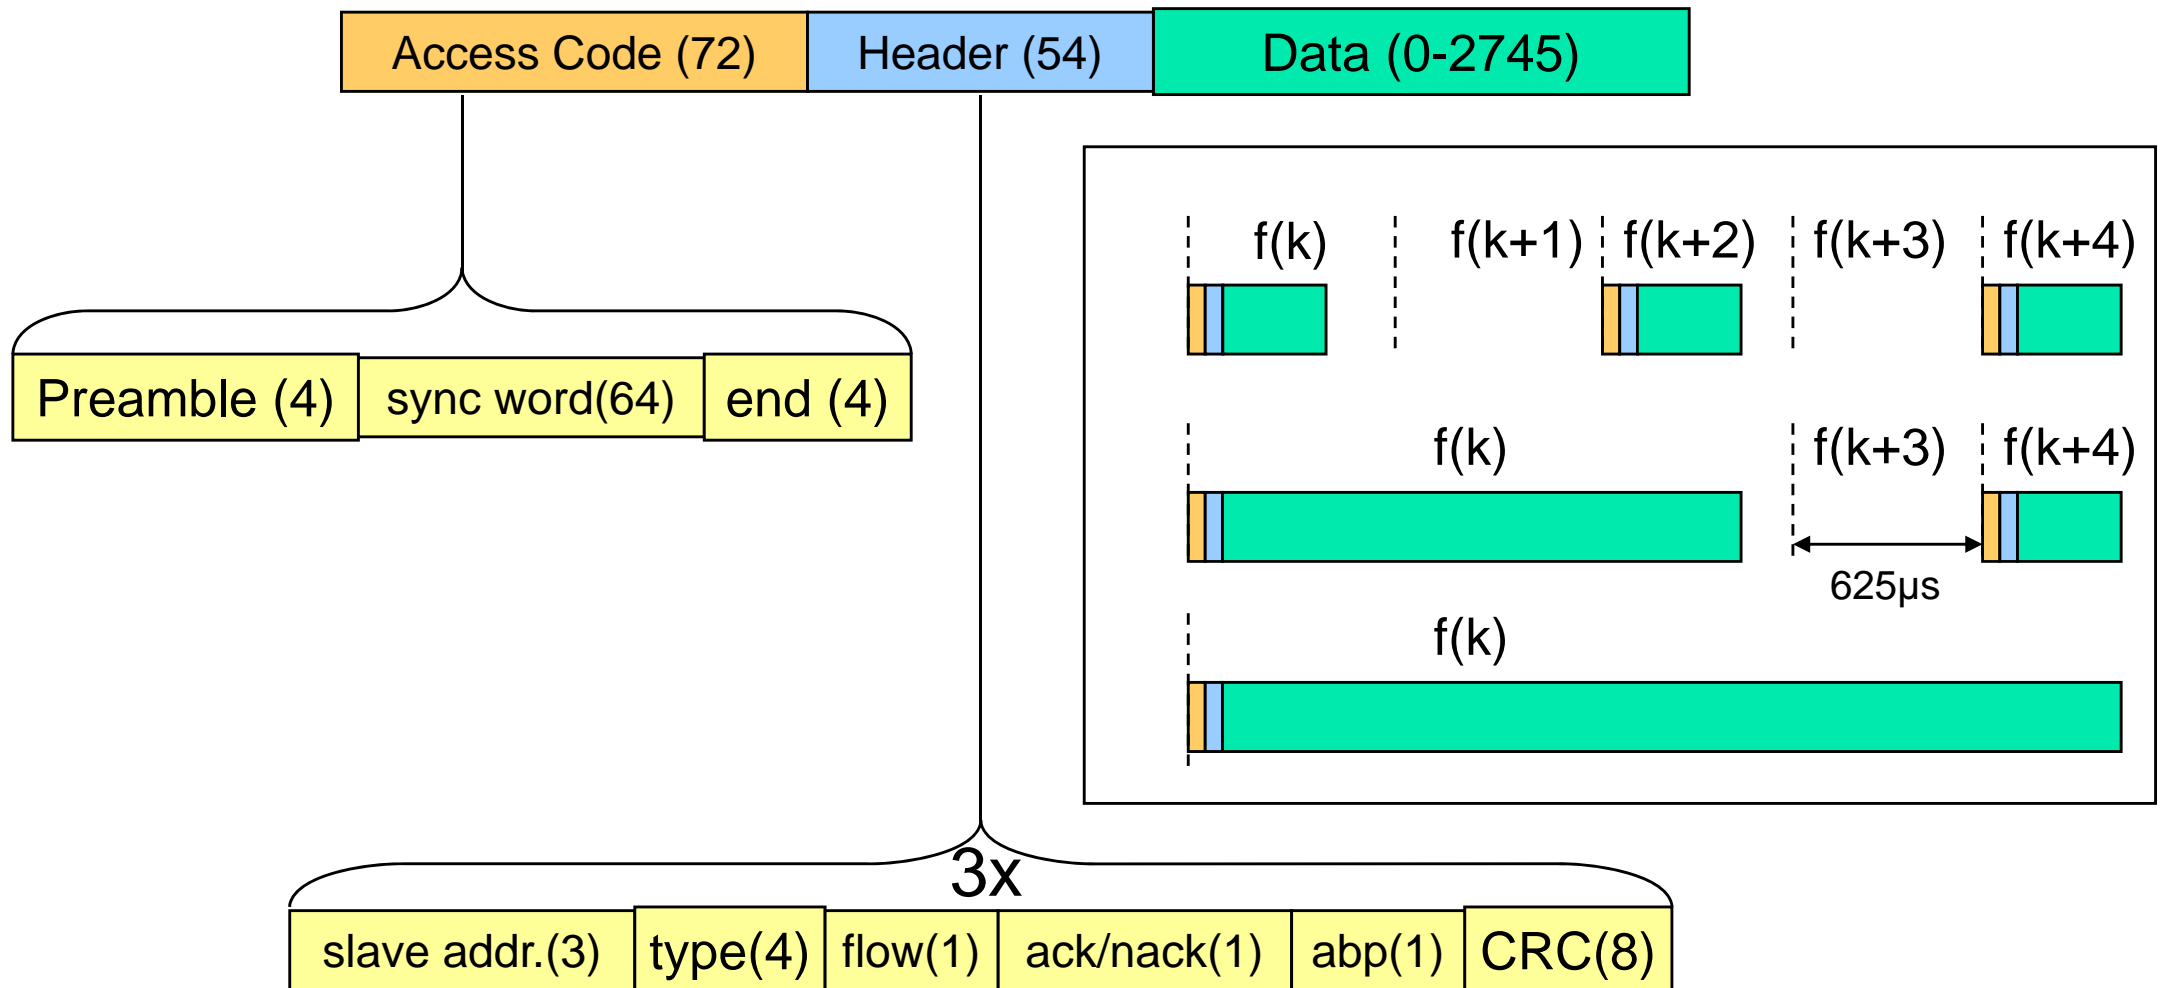 Access Code (72) Header (54) Data (0-2745)
f(k) f(k+1) f(k+2) f(k+3) f(k+4)
Preamble (4) sync word(64) end (4)
f(k) f(k+3) f(k+4)
625µs
f(k)
3x
slave addr.(3) type(4) flow(1) ack/nack(1) abp(1) CRC(8)